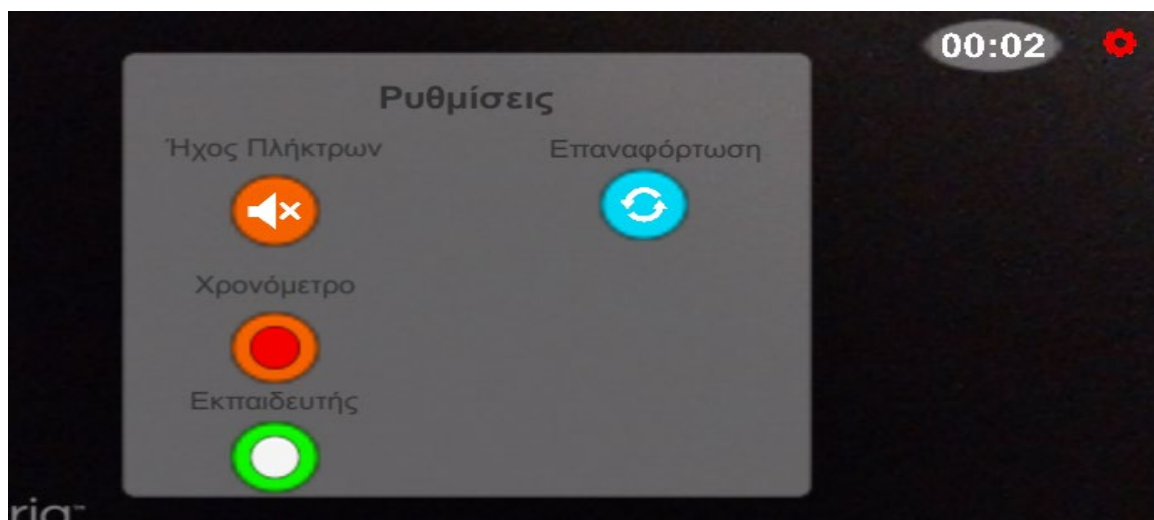 00:02
Ρυθμίσεις
Ήχος Πλήκτρων
Επαναφόρτωση
Χρονόμετρο
Εκπαιδευτής